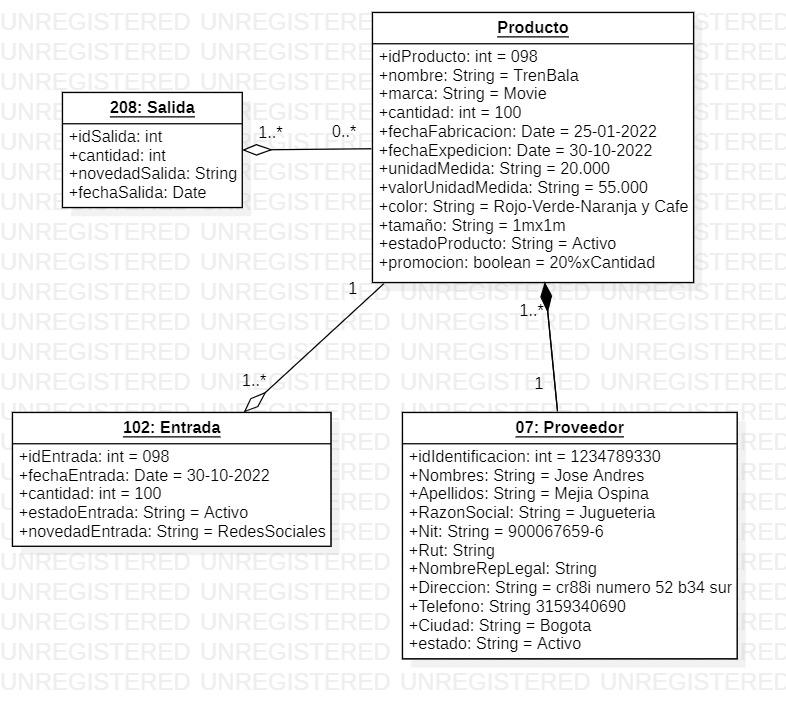 Producto
+idProducto: int = 098
+nombre: String = TrenBala
+marca: String = Movie
+cantidad: int = 100
+fechaFabricacion: Date = 25-01-2022
+fechaExpedicion: Date = 30-10-2022
+unidadMedida: String = 20.000
+valorUnidadMedida: String = 55.000
+color: String = Rojo-Verde-Naranja y Cafe
+tamaño: String = 1mx1m
+estadoProducto: String = Activo
+promocion: boolean = 20%xCantidad
208: Salida
+idSalida: int
+cantidad: int
+novedadSalida: String
+fechaSalida: Date
1..*
0..*
1
1..*
1..*
1
102: Entrada
+idEntrada: int = 098
+fechaEntrada: Date = 30-10-2022
+cantidad: int = 100
+estadoEntrada: String = Activo
+novedadEntrada: String = RedesSociales
07: Proveedor
+idIdentificacion: int = 1234789330
+Nombres: String = Jose Andres
+Apellidos: String = Mejia Ospina
+RazonSocial: String = Jugueteria
+Nit: String = 900067659-6
+Rut: String
+NombreRepLegal: String
+Direccion: String = cr88i numero 52 b34 sur
+Telefono: String 3159340690
+Ciudad: String = Bogota
+estado: String = Activo
UNREGISTERED UNREGISTERED UNREGISTERED UNREGISTERED